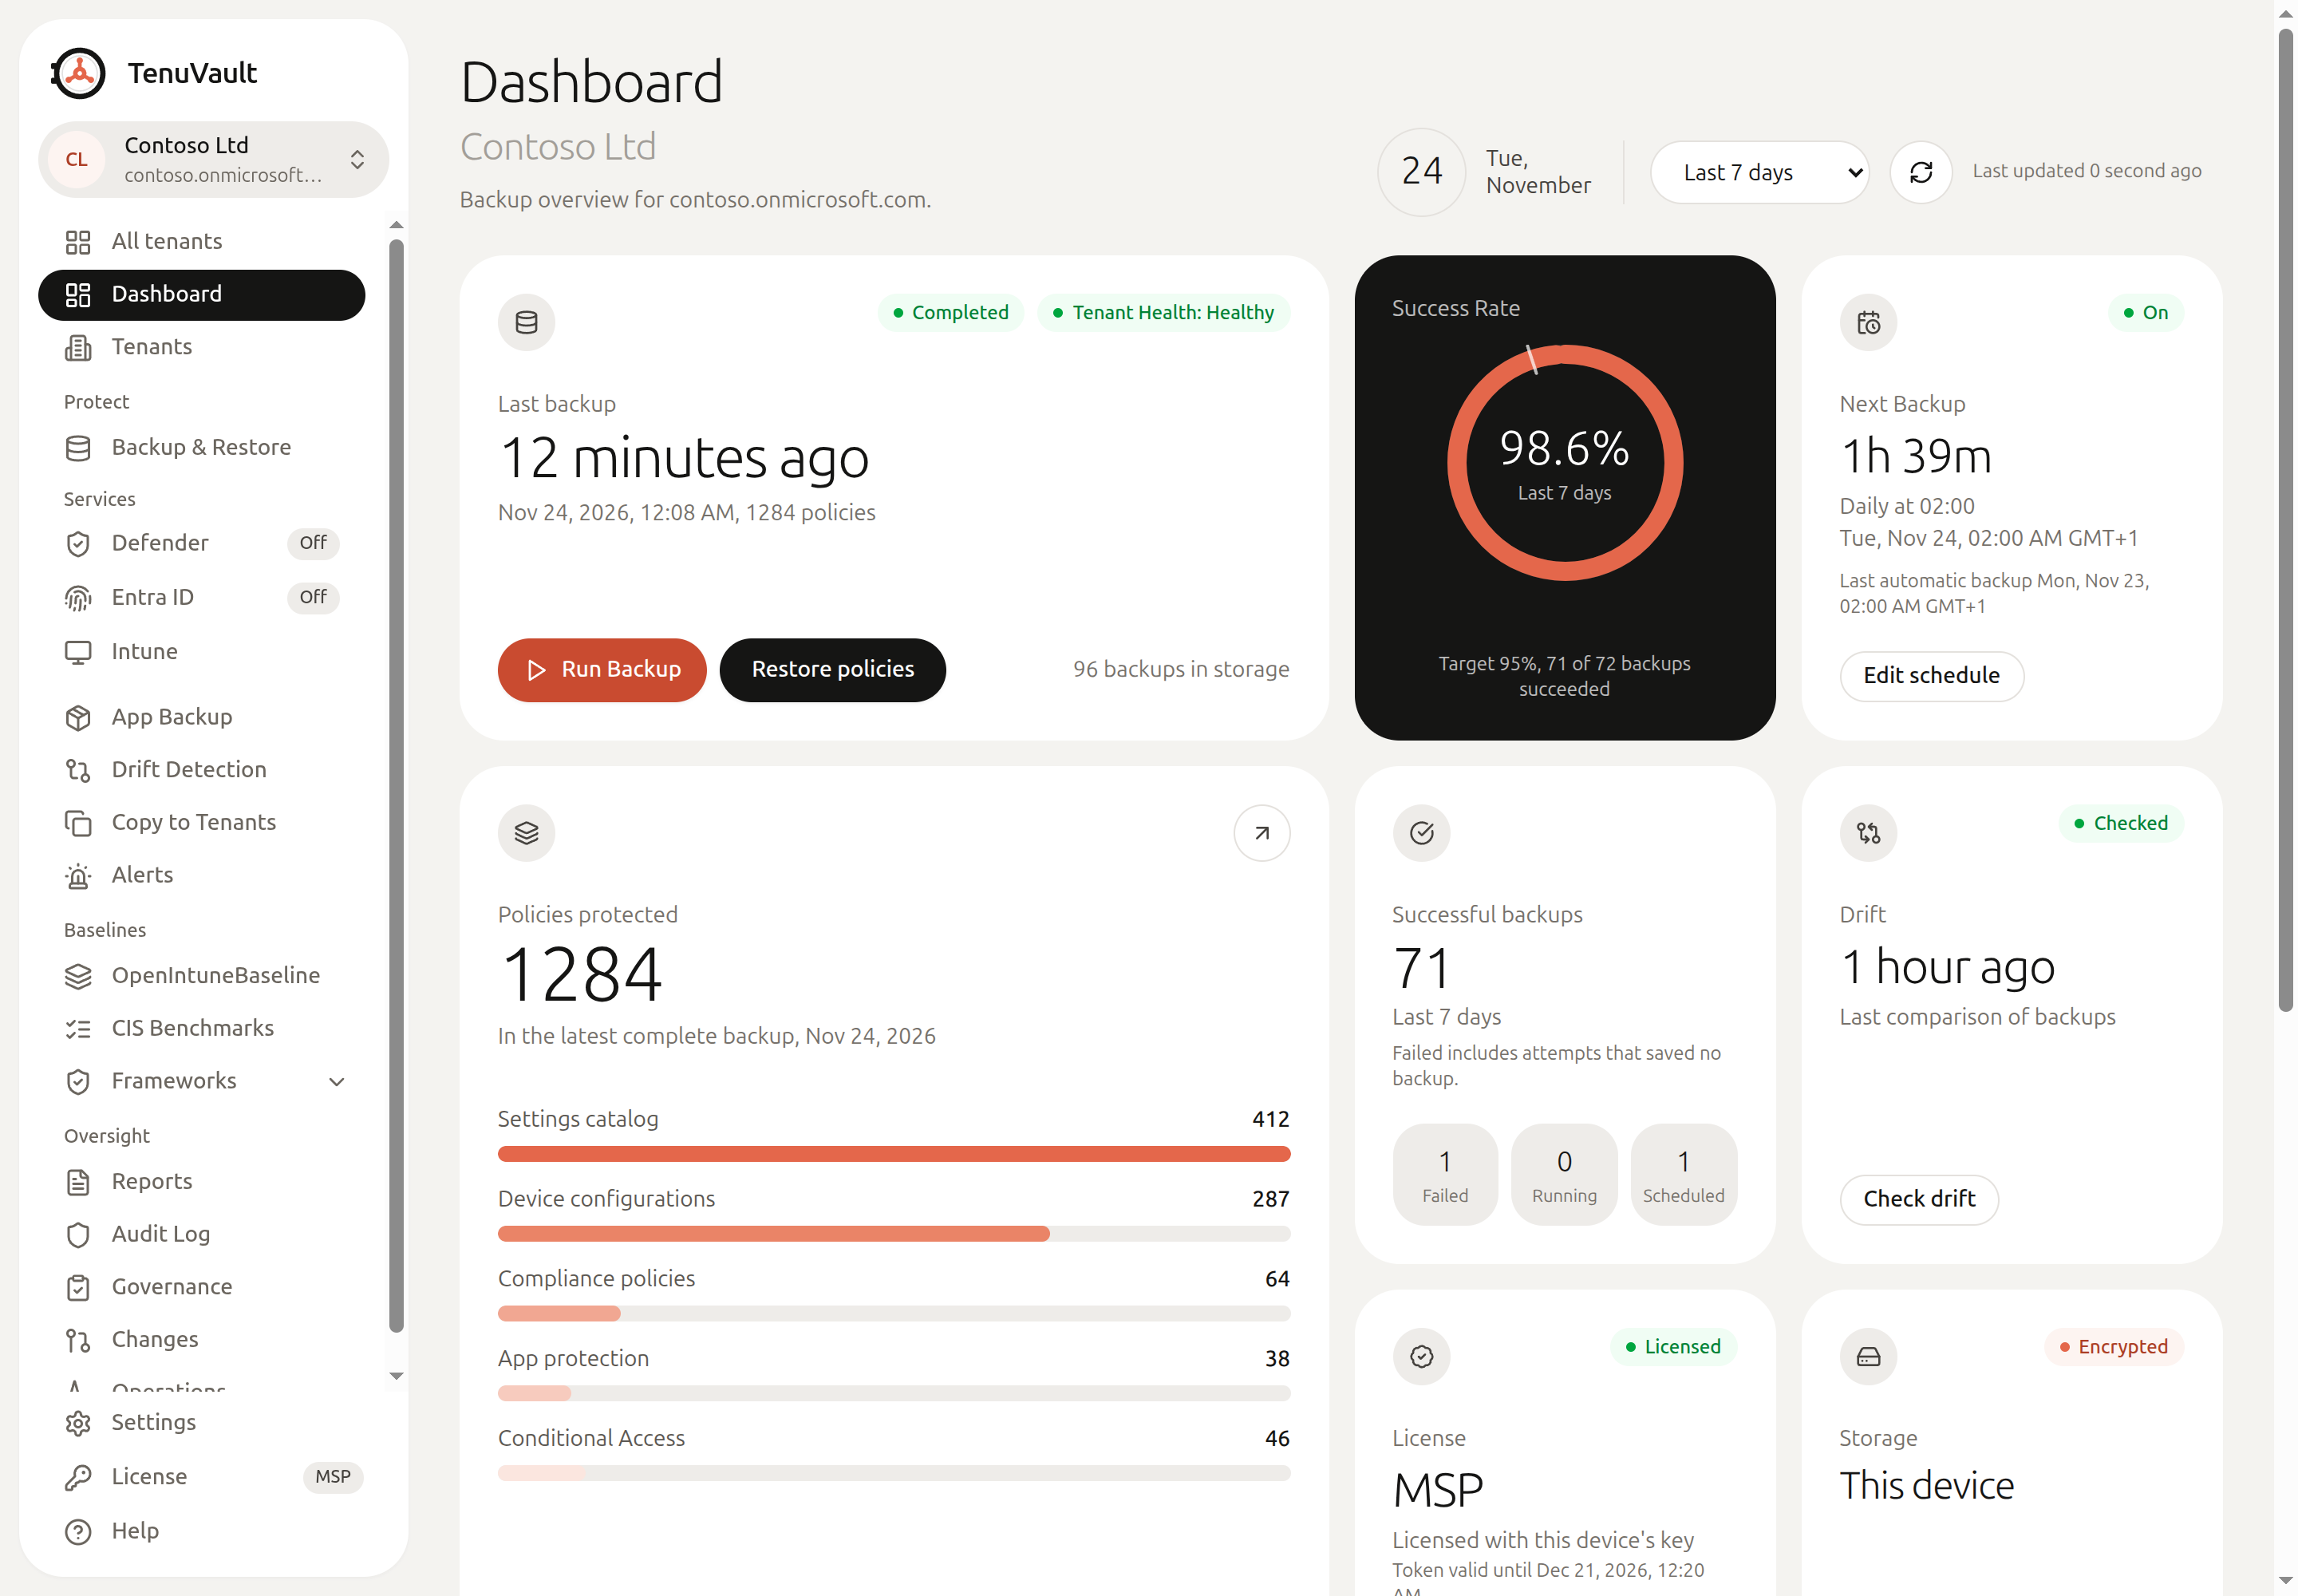 TenuVault
CL
Contoso Ltd
contoso.onmicrosoft...
All tenants
Dashboard
Tenants
Protect
Backup & Restore
Services
Defender
Off
Entra ID
Off
Intune
App Backup
Drift Detection
Copy to Tenants
Alerts
Baselines
OpenIntuneBaseline
CIS Benchmarks
Frameworks
Oversight
Reports
Audit Log
Governance
Changes
Operations
Settings
License
MSP
Help
Dashboard
Contoso Ltd
Backup overview for contoso.onmicrosoft.com.
24
Tue,
November
Last 7 days
Last updated 0 second ago
Completed
Tenant Health: Healthy
Last backup
12 minutes ago
Nov 24, 2026, 12:08 AM, 1284 policies
Run Backup
Restore policies
96 backups in storage
Success Rate
98.6%
Last 7 days
Target 95%, 71 of 72 backups
succeeded
On
Next Backup
1h 39m
Daily at 02:00
Tue, Nov 24, 02:00 AM GMT+1
Last automatic backup Mon, Nov 23,
02:00 AM GMT+1
Edit schedule
Policies protected
1284
In the latest complete backup, Nov 24, 2026
Settings catalog
412
Device configurations
287
Compliance policies
64
App protection
38
Conditional Access
46
Successful backups
71
Last 7 days
Failed includes attempts that saved no
backup.
1
Failed
0
Running
1
Scheduled
Checked
Drift
1 hour ago
Last comparison of backups
Check drift
Licensed
License
MSP
Licensed with this device's key
Token valid until Dec 21, 2026, 12:20
AM
Encrypted
Storage
This device